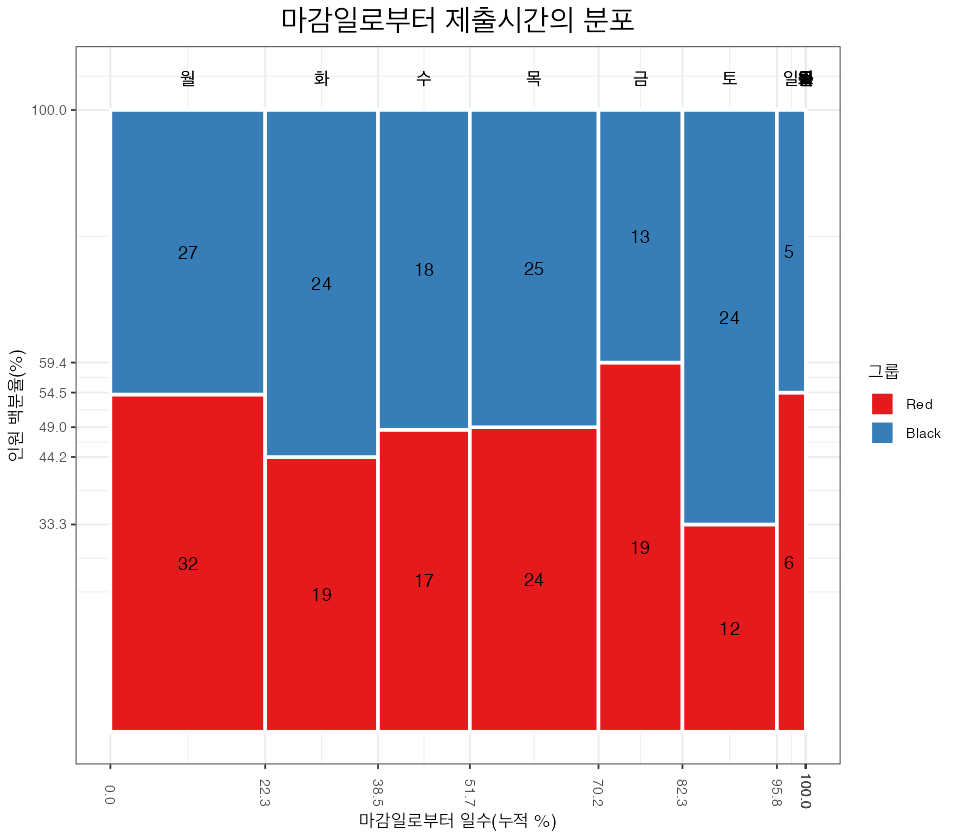 마감일로부터 제출시간의 분포
월 화 수 목 금 토 일
100.0
59.4
54.5
49.0
44.2
33.3
인원 백분율(%)
27 24 18 25 13 24 5
32 19 17 24 19 12 6
그룹
Red
Black
0.0 22.3 38.5 51.7 70.2 82.3 95.8 100.0
마감일로부터 일수(누적 %)